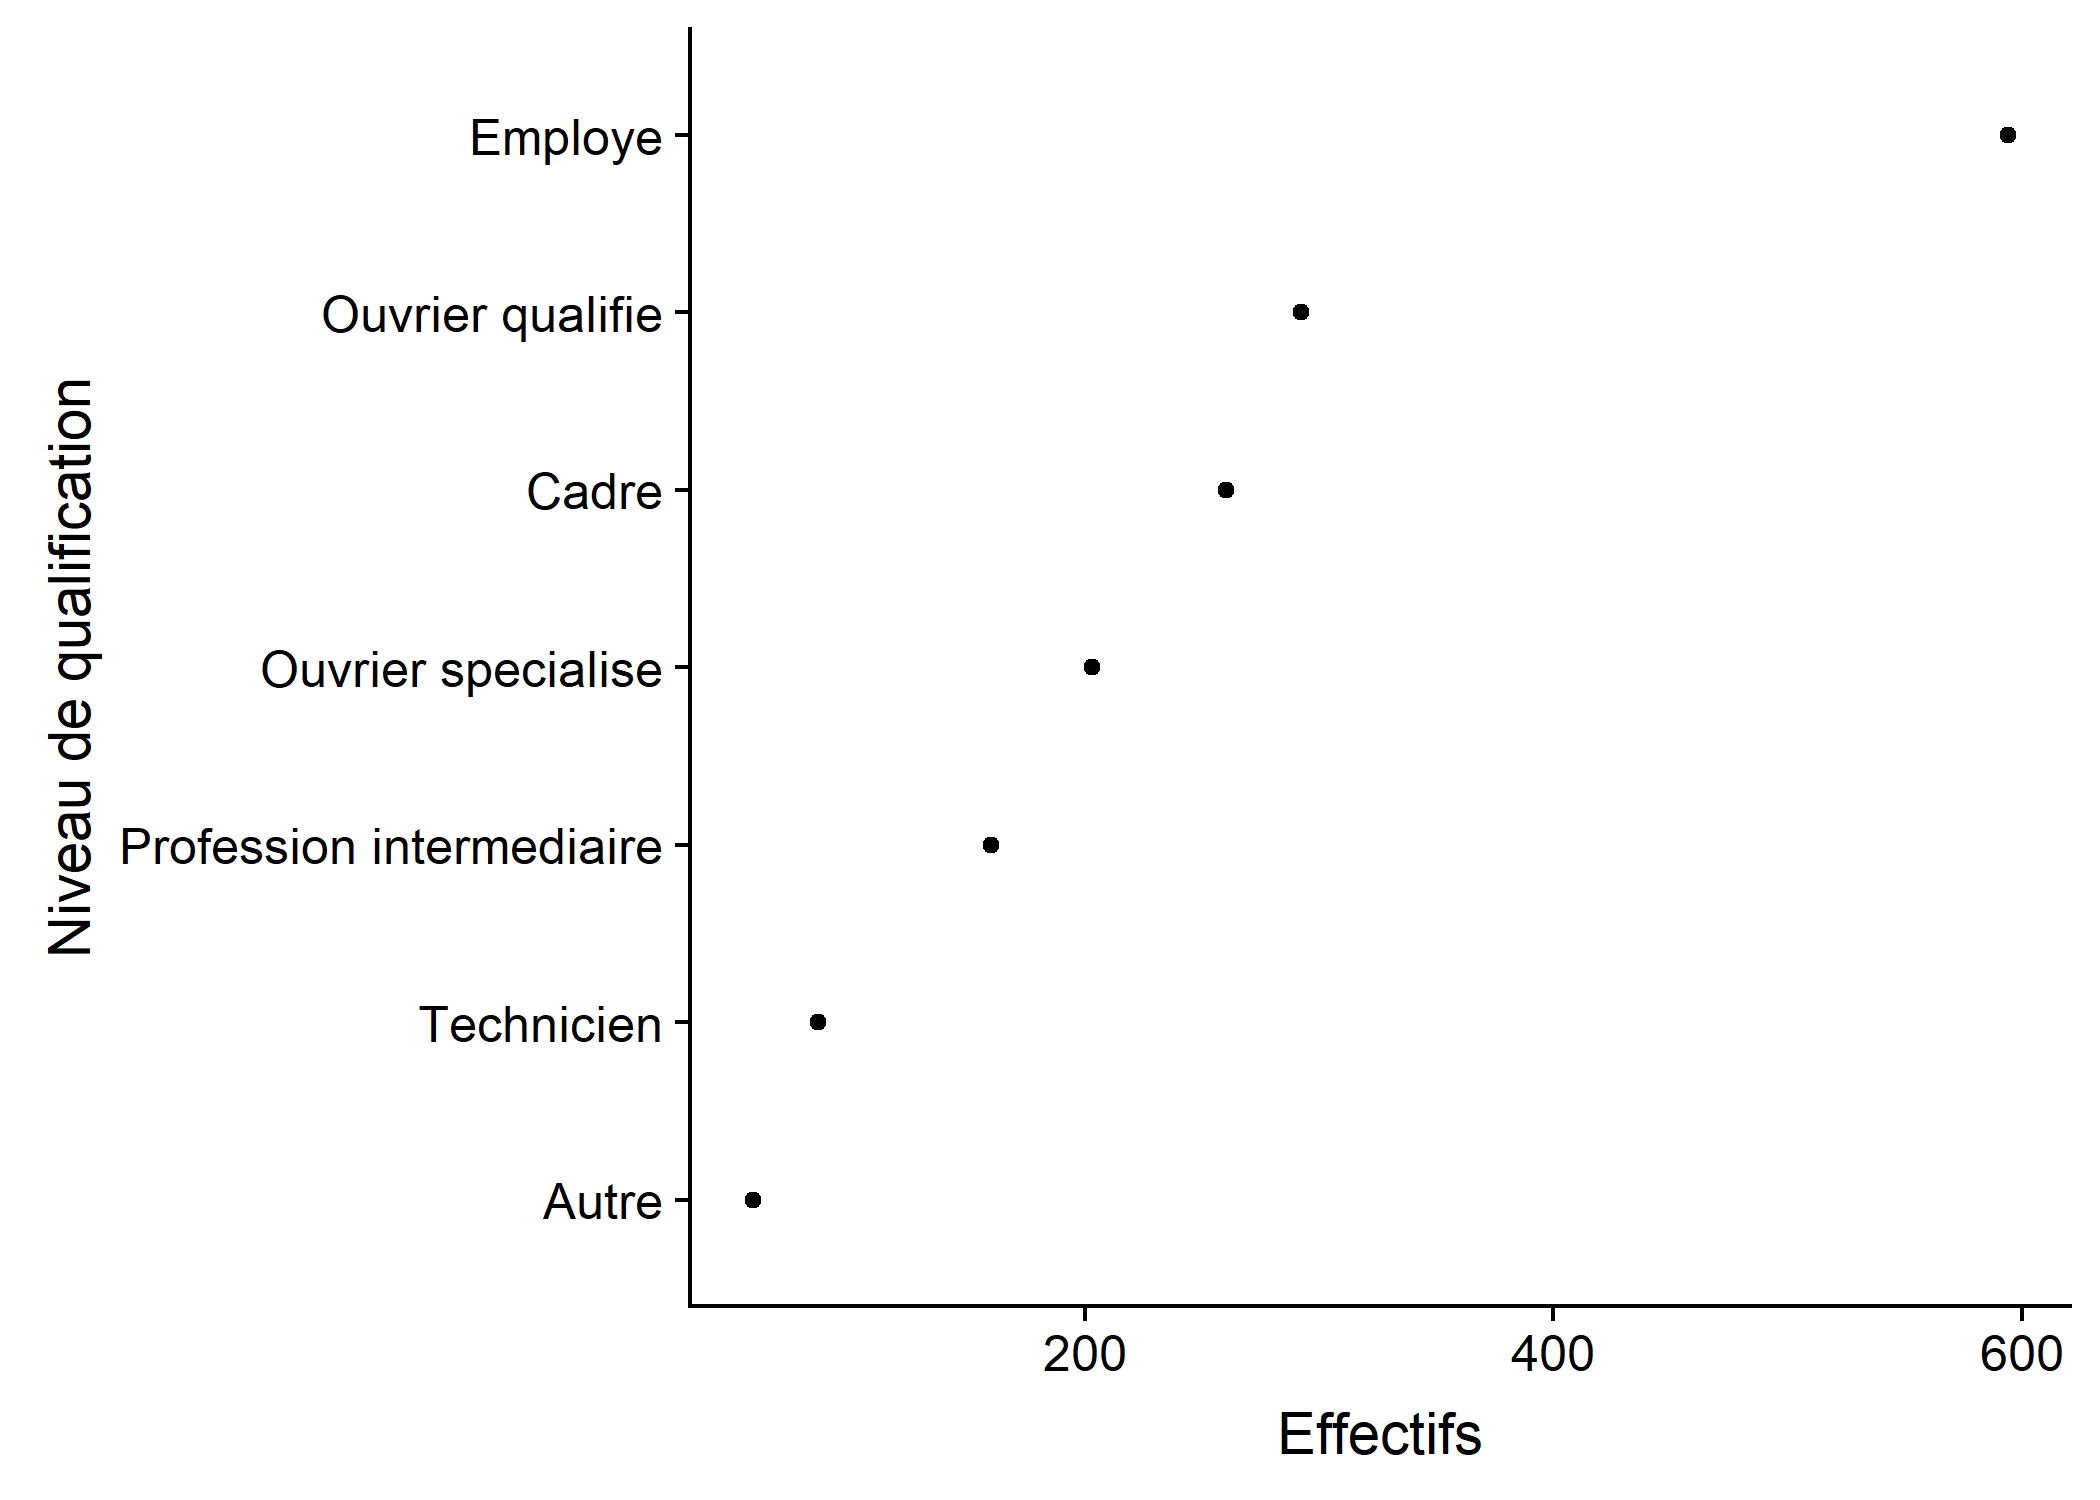 Employe
Ouvrier qualifie
Cadre
Ouvrier specialise
Profession intermediaire
Technicien
Autre
Niveau de qualification
200 400 600
Effectifs